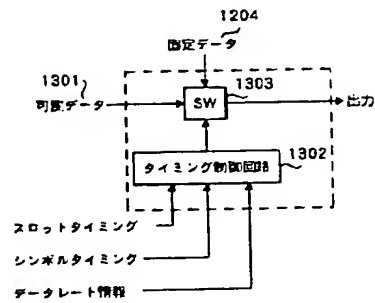 1204
固定データ
1301
可変データ
SW
1303
出力
タイミング制御回路
1302
スロットタイミング
シンボルタイミング
データレート情報